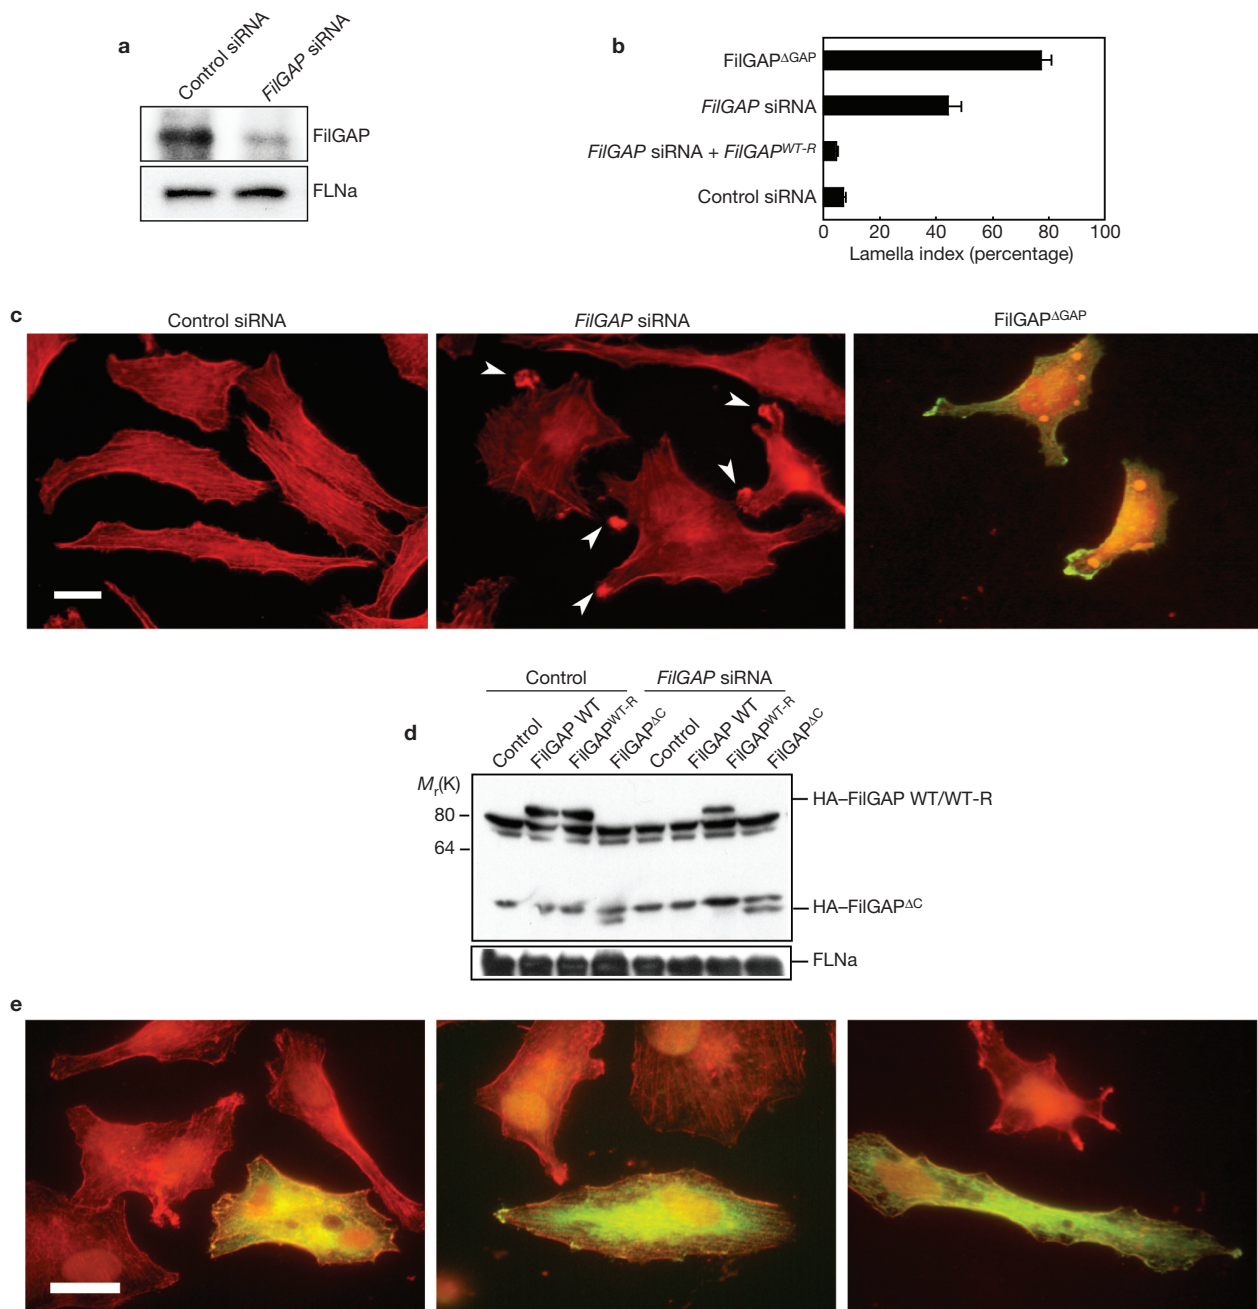 a
Control siRNA
FilGAP siRNA
FilGAP
FLNa
b
FilGAPΔGAP
FilGAP siRNA
FilGAP siRNA + FilGAPWT-R
Control siRNA
0 20 40 60 80 100
Lamella index (percentage)
c
Control siRNA
FilGAP siRNA
FilGAPΔGAP
d
Control
FilGAP siRNA
Control
FilGAP WT
FilGAPWT-R
FilGAPΔC
Control
FilGAP WT
FilGAPWT-R
FilGAPΔC
Mr(K)
80
64
HA–FilGAP WT/WT-R
HA–FilGAPΔC
FLNa
e